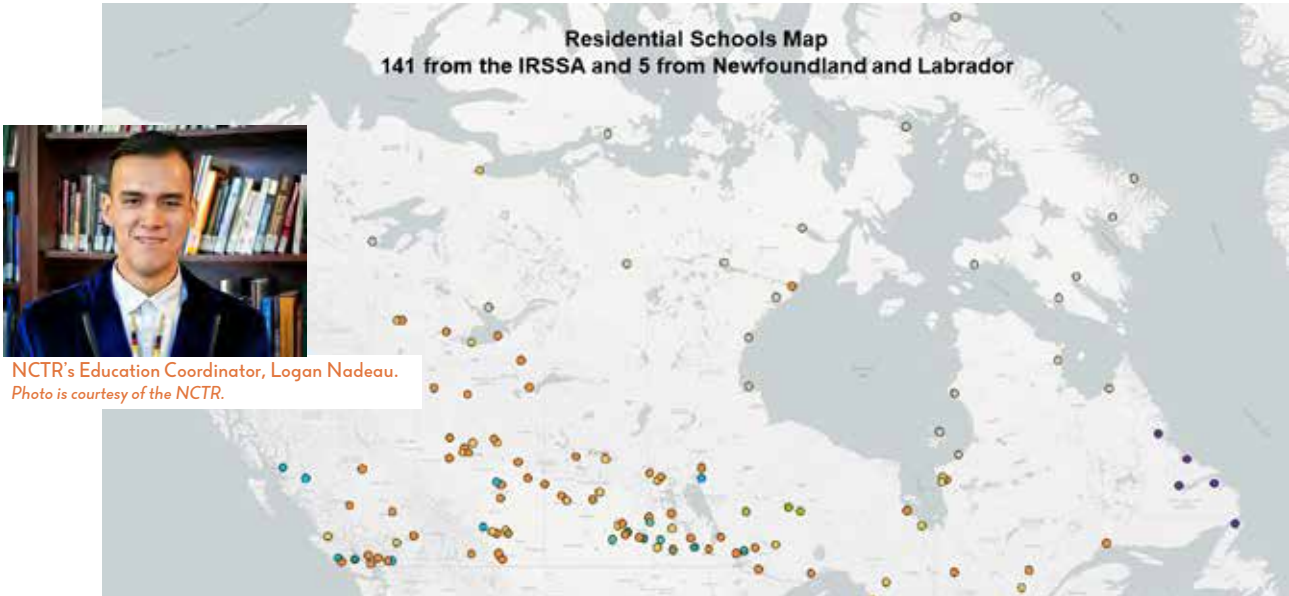 Residential Schools Map
141 from the IRSSA and 5 from Newfoundland and Labrador
NCTR's Education Coordinator, Logan Nadeau.
Photo is courtesy of the NCTR.